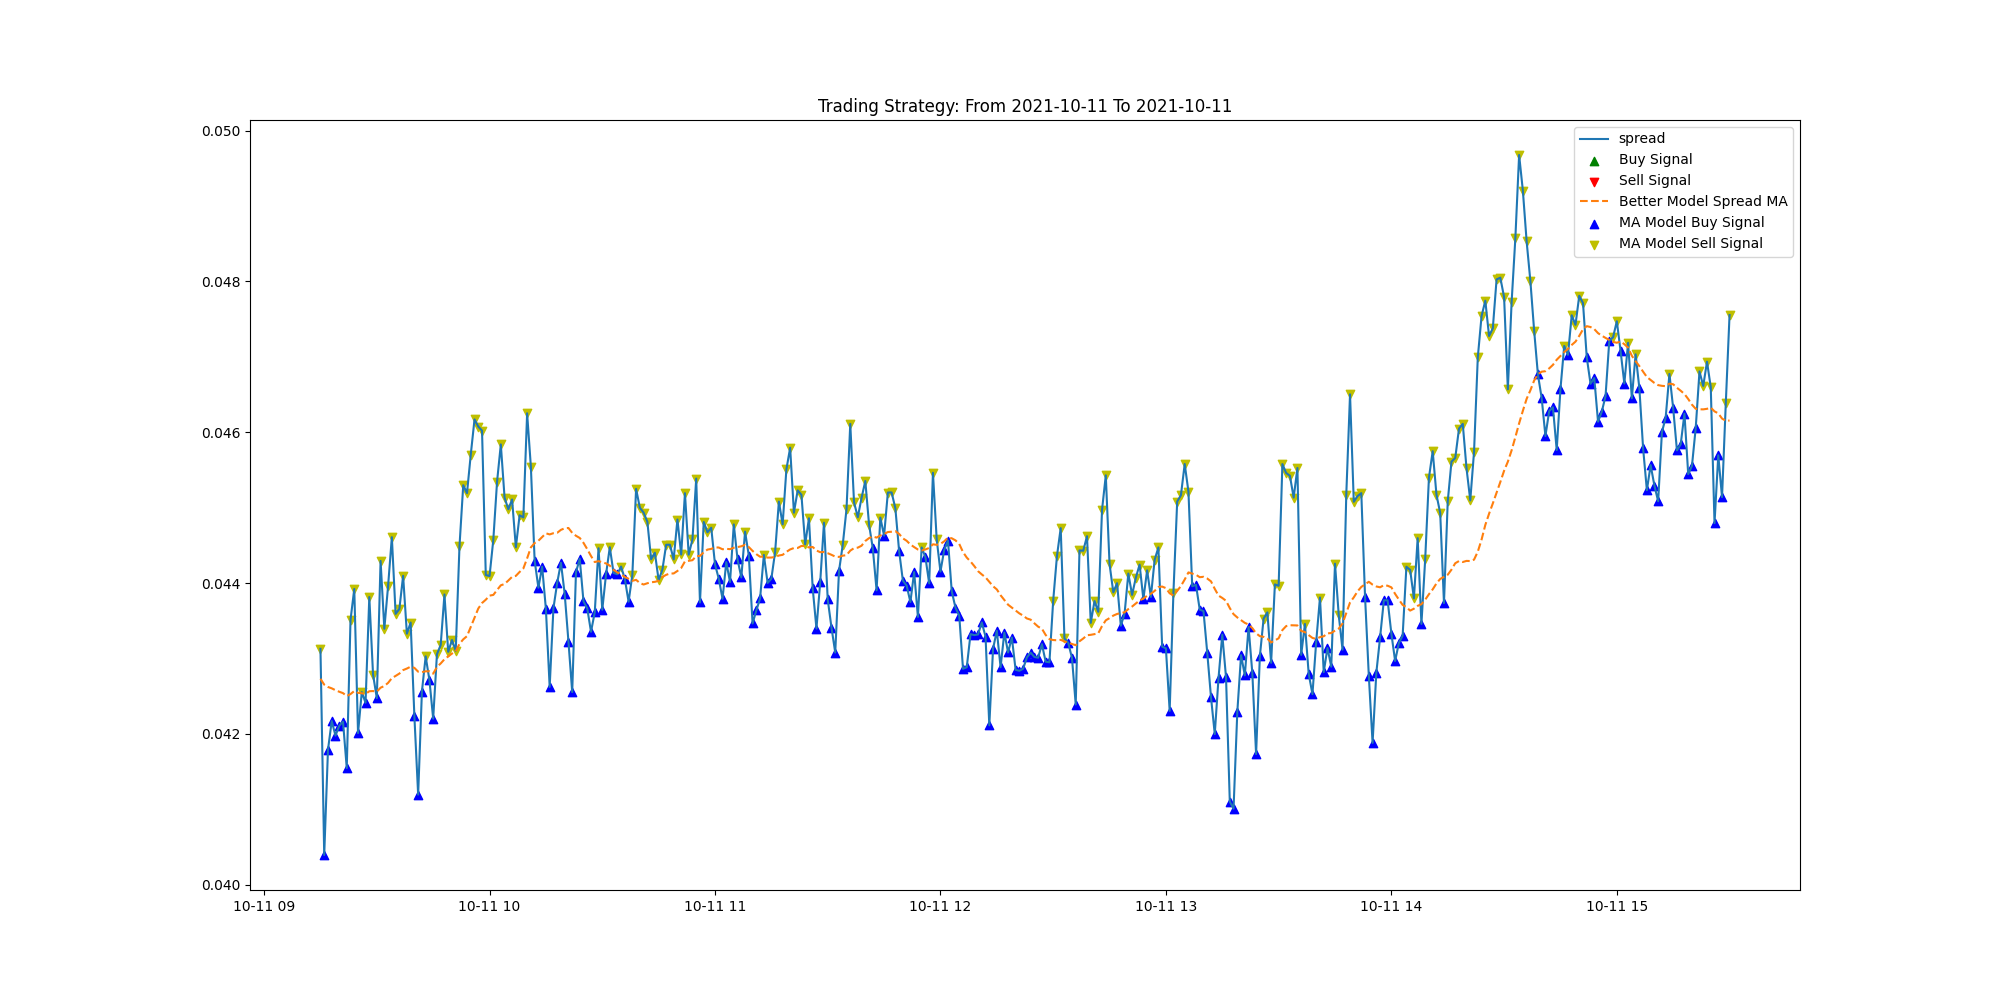 Trading Strategy: From 2021-10-11 To 2021-10-11
0.050
0.048
0.046
0.044
0.042
0.040
spread
Buy Signal
Sell Signal
Better Model Spread MA
MA Model Buy Signal
MA Model Sell Signal
10-11 09
10-11 10
10-11 11
10-11 12
10-11 13
10-11 14
10-11 15